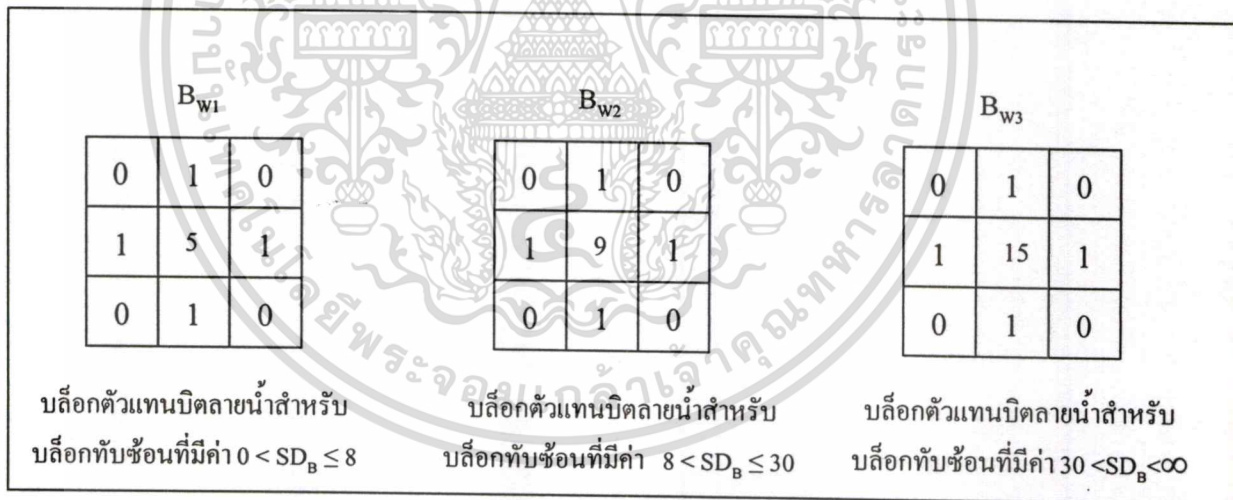 B_W1 B_W2 B_W3
0 1 0 0 1 0 0 1 0
1 5 1 1 9 1 1 15 1
0 1 0 0 1 0 0 1 0
บล็อกตัวแทนบิตลายน้ำสำหรับ บล็อกตัวแทนบิตลายน้ำสำหรับ บล็อกตัวแทนบิตลายน้ำสำหรับ
บล็อกทับซ้อนที่มีค่า 0 < SD_B ≤ 8 บล็อกทับซ้อนที่มีค่า 8 < SD_B ≤ 30 บล็อกทับซ้อนที่มีค่า 30 <SD_B<∞